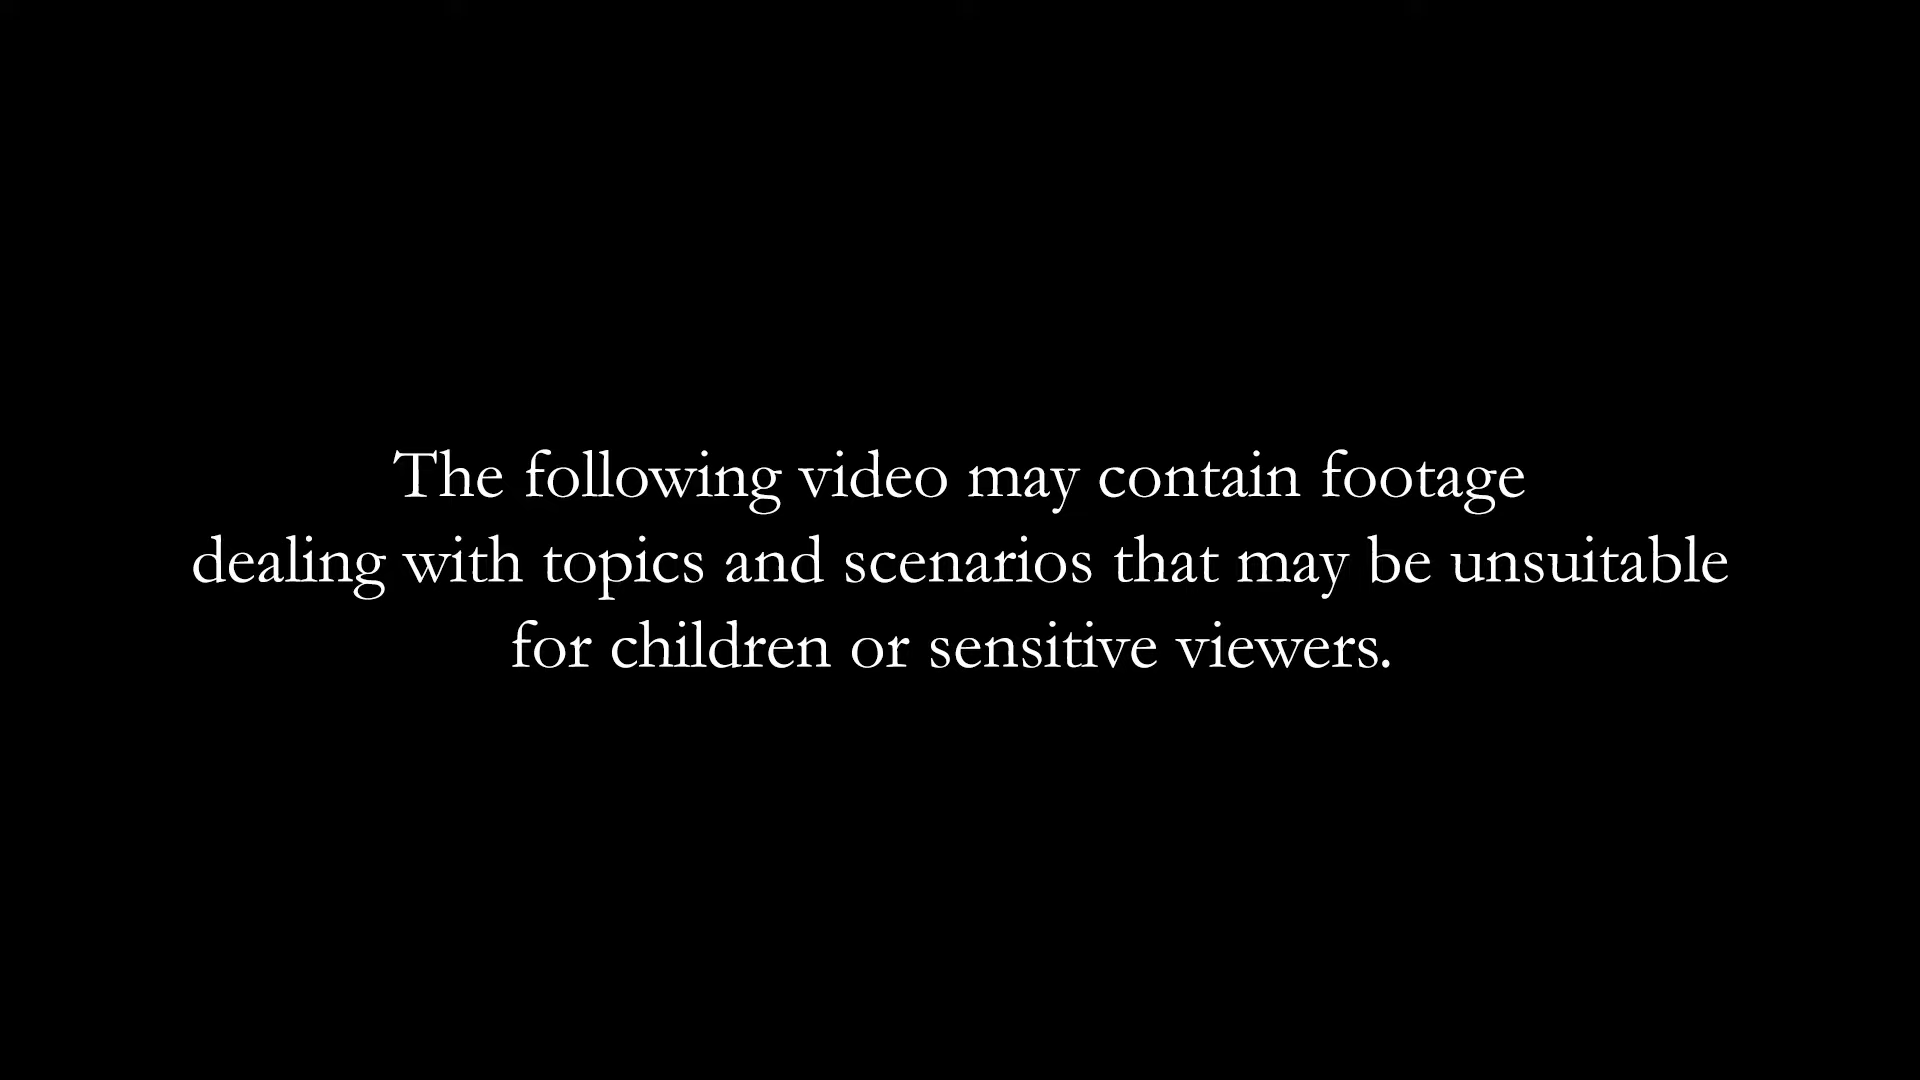 The following video may contain footage
dealing with topics and scenarios that may be unsuitable
for children or sensitive viewers.